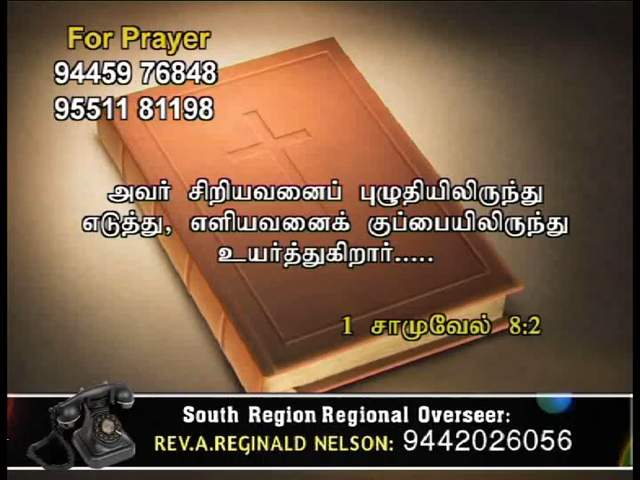 For Prayer
94459 76848
95511 81198
அவர் சிறியவனைப் புழுதியிலிருந்து
எடுத்து, எளியவனைக் குப்பையிலிருந்து
உயர்த்துகிறார்.....
1 சாமுவேல் 8:2
South Region Regional Overseer:
REV.A.REGINALD NELSON: 9442026056